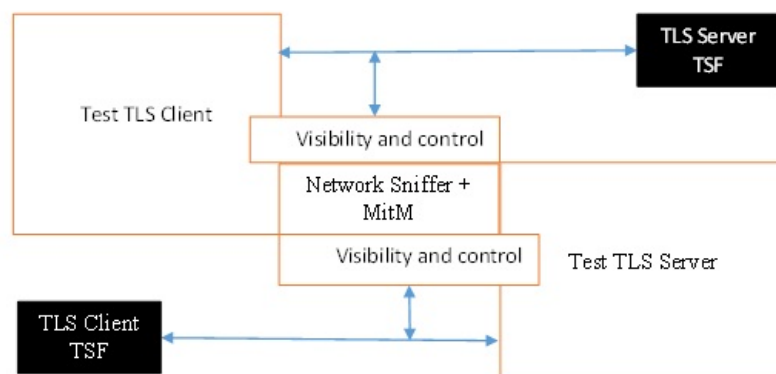 TLS Server
TSF
Test TLS Client
Visibility and control
Network Sniffer +
MitM
Visibility and control
Test TLS Server
TLS Client
TSF